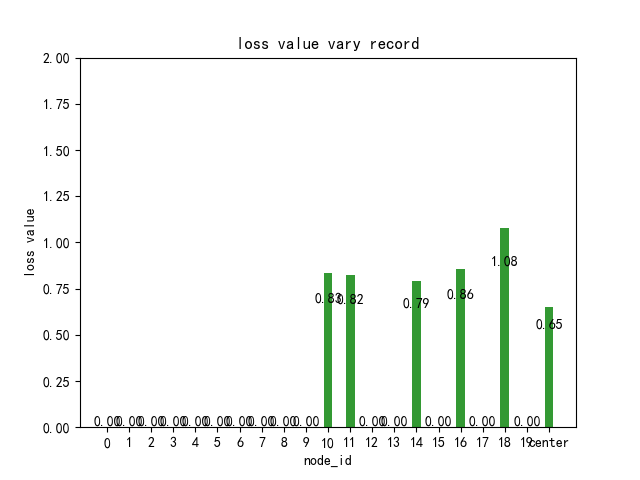 loss value vary record
2.00
1.75
1.50
1.25
1.00
0.75
0.50
0.25
0.00
loss value
0.00 0.00 0.00 0.00 0.00 0.00 0.00 0.00 0.00 0.00 0.83 0.82 0.00 0.00 0.79 0.00 0.86 0.00 1.08 0.00 0.65
0 1 2 3 4 5 6 7 8 9 10 11 12 13 14 15 16 17 18 19 center
node_id